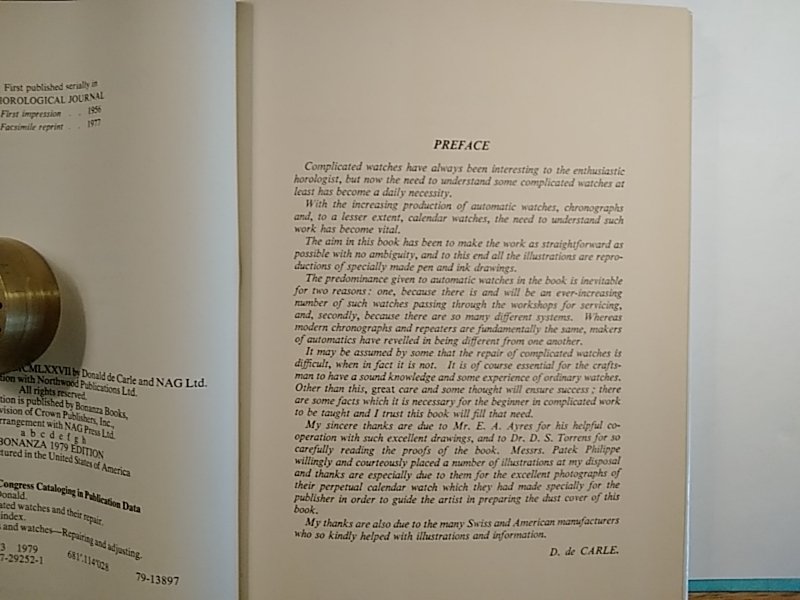 First published serially in
HOROLOGICAL JOURNAL
First impression . . 1956
Facsimile reprint . . 1977
MCMLXXVII by Donald de Carle and NAG Ltd.
with Northwood Publications Ltd.
All rights reserved.
is published by Bonanza Books,
of Crown Publishers, Inc.,
arrangement with NAG Press Ltd.
a b c d e f g h
BONANZA 1979 EDITION
in the United States of America
Congress Cataloging in Publication Data
watches and their repair.
index.
and watches—Repairing and adjusting.
3 1979
681'.114'028
7-29252-1
79-13897
PREFACE
Complicated watches have always been interesting to the enthusiastic
horologist, but now the need to understand some complicated watches at
least has become a daily necessity.
With the increasing production of automatic watches, chronographs
and, to a lesser extent, calendar watches, the need to understand such
work has become vital.
The aim in this book has been to make the work as straightforward as
possible with no ambiguity, and to this end all the illustrations are repro-
ductions of specially made pen and ink drawings.
The predominance given to automatic watches in the book is inevitable
for two reasons: one, because there is and will be an ever-increasing
number of such watches passing through the workshops for servicing,
and, secondly, because there are so many different systems. Whereas
modern chronographs and repeaters are fundamentally the same, makers
of automatics have revelled in being different from one another.
It may be assumed by some that the repair of complicated watches is
difficult, when in fact it is not. It is of course essential for the crafts-
man to have a sound knowledge and some experience of ordinary watches.
Other than this, great care and some thought will ensure success; there
are some facts which it is necessary for the beginner in complicated work
to be taught and I trust this book will fill that need.
My sincere thanks are due to Mr. E. A. Ayres for his helpful co-
operation with such excellent drawings, and to Dr. D. S. Torrens for so
carefully reading the proofs of the book. Messrs. Patek Philippe
willingly and courteously placed a number of illustrations at my disposal
and thanks are especially due to them for the excellent photographs of
their perpetual calendar watch which they had made specially for the
publisher in order to guide the artist in preparing the dust cover of this
book.
My thanks are also due to the many Swiss and American manufacturers
who so kindly helped with illustrations and information.
D. de CARLE.